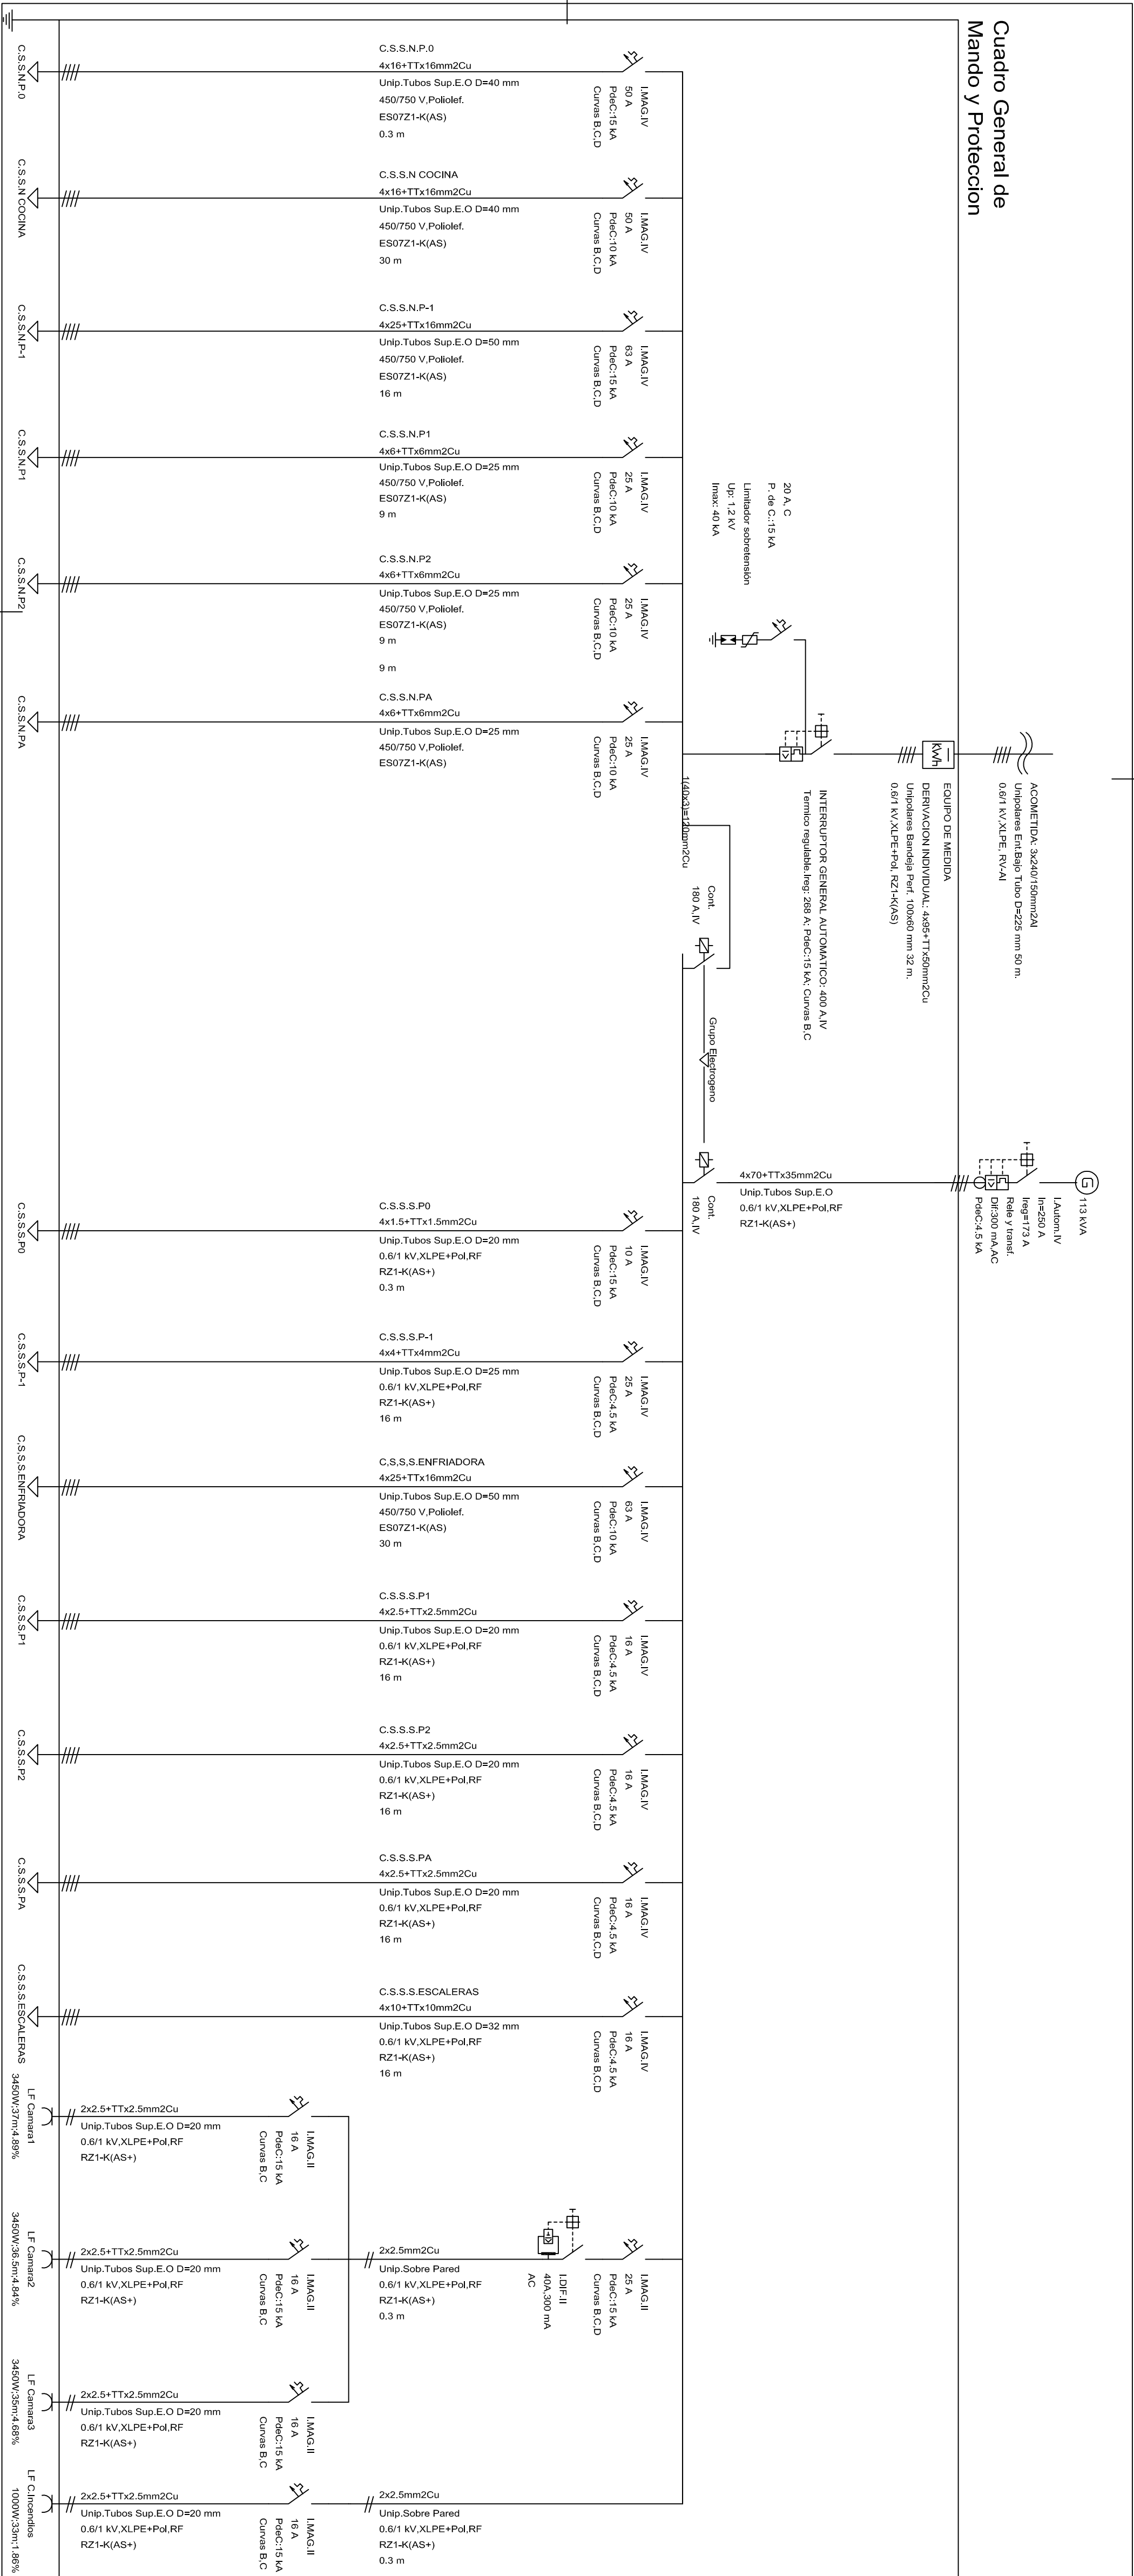 Cuadro General de
Mando y Proteccion
ACOMETIDA: 3x240/150mm2Al
Unipolares Ent.Bajo Tubo D=225 mm 50 m.
0.6/1 kV,XLPE, RV-Al
EQUIPO DE MEDIDA
kWh
DERIVACION INDIVIDUAL: 4x95+TTx50mm2Cu
Unipolares Bandeja Perf. 100x60 mm 32 m.
0.6/1 kV,XLPE+Pol, RZ1-K(AS)
INTERRUPTOR GENERAL AUTOMATICO: 400 A,IV
Termico regulable.Ireg: 268 A; PdeC:15 kA; Curvas B,C
20 A, C
P. de C.:15 kA
Limitador sobretensión
Up: 1,2 kV
Imax: 40 kA
1(40x3)=120mm2Cu
Cont.
180 A,IV
Grupo Electrogeno
Cont.
180 A,IV
G
113 kVA
I.Autom.IV
In=250 A
Ireg=173 A
Rele y transf.
Dif:300 mA,AC
PdeC:4.5 kA
4x70+TTx35mm2Cu
Unip.Tubos Sup.E.O
0.6/1 kV,XLPE+Pol,RF
RZ1-K(AS+)
I.MAG.IV
50 A
PdeC:15 kA
Curvas B,C,D
C.S.S.N.P.0
4x16+TTx16mm2Cu
Unip.Tubos Sup.E.O D=40 mm
450/750 V,Poliolef.
ES07Z1-K(AS)
0.3 m
C.S.S.N.P.0
I.MAG.IV
50 A
PdeC:10 kA
Curvas B,C,D
C.S.S.N COCINA
4x16+TTx16mm2Cu
Unip.Tubos Sup.E.O D=40 mm
450/750 V,Poliolef.
ES07Z1-K(AS)
30 m
C.S.S.N COCINA
I.MAG.IV
63 A
PdeC:15 kA
Curvas B,C,D
C.S.S.N.P-1
4x25+TTx16mm2Cu
Unip.Tubos Sup.E.O D=50 mm
450/750 V,Poliolef.
ES07Z1-K(AS)
16 m
C.S.S.N.P-1
I.MAG.IV
25 A
PdeC:10 kA
Curvas B,C,D
C.S.S.N.P1
4x6+TTx6mm2Cu
Unip.Tubos Sup.E.O D=25 mm
450/750 V,Poliolef.
ES07Z1-K(AS)
9 m
C.S.S.N.P1
I.MAG.IV
25 A
PdeC:10 kA
Curvas B,C,D
C.S.S.N.P2
4x6+TTx6mm2Cu
Unip.Tubos Sup.E.O D=25 mm
450/750 V,Poliolef.
ES07Z1-K(AS)
9 m
9 m
C.S.S.N.P2
I.MAG.IV
25 A
PdeC:10 kA
Curvas B,C,D
C.S.S.N.PA
4x6+TTx6mm2Cu
Unip.Tubos Sup.E.O D=25 mm
450/750 V,Poliolef.
ES07Z1-K(AS)
C.S.S.N.PA
I.MAG.IV
10 A
PdeC:15 kA
Curvas B,C,D
C.S.S.S.P0
4x1.5+TTx1.5mm2Cu
Unip.Tubos Sup.E.O D=20 mm
0.6/1 kV,XLPE+Pol,RF
RZ1-K(AS+)
0.3 m
C.S.S.S.P0
I.MAG.IV
25 A
PdeC:4.5 kA
Curvas B,C,D
C.S.S.S.P-1
4x4+TTx4mm2Cu
Unip.Tubos Sup.E.O D=25 mm
0.6/1 kV,XLPE+Pol,RF
RZ1-K(AS+)
16 m
C.S.S.S.P-1
I.MAG.IV
63 A
PdeC:10 kA
Curvas B,C,D
C,S,S,S.ENFRIADORA
4x25+TTx16mm2Cu
Unip.Tubos Sup.E.O D=50 mm
450/750 V,Poliolef.
ES07Z1-K(AS)
30 m
C,S,S,S.ENFRIADORA
I.MAG.IV
16 A
PdeC:4.5 kA
Curvas B,C,D
C.S.S.S.P1
4x2.5+TTx2.5mm2Cu
Unip.Tubos Sup.E.O D=20 mm
0.6/1 kV,XLPE+Pol,RF
RZ1-K(AS+)
16 m
C.S.S.S.P1
I.MAG.IV
16 A
PdeC:4.5 kA
Curvas B,C,D
C.S.S.S.P2
4x2.5+TTx2.5mm2Cu
Unip.Tubos Sup.E.O D=20 mm
0.6/1 kV,XLPE+Pol,RF
RZ1-K(AS+)
16 m
C.S.S.S.P2
I.MAG.IV
16 A
PdeC:4.5 kA
Curvas B,C,D
C.S.S.S.PA
4x2.5+TTx2.5mm2Cu
Unip.Tubos Sup.E.O D=20 mm
0.6/1 kV,XLPE+Pol,RF
RZ1-K(AS+)
16 m
C.S.S.S.PA
I.MAG.IV
16 A
PdeC:4.5 kA
Curvas B,C,D
C.S.S.S.ESCALERAS
4x10+TTx10mm2Cu
Unip.Tubos Sup.E.O D=32 mm
0.6/1 kV,XLPE+Pol,RF
RZ1-K(AS+)
16 m
C.S.S.S.ESCALERAS
I.MAG.II
25 A
PdeC:15 kA
Curvas B,C,D
I.DIF.II
40A,300 mA
AC
2x2.5mm2Cu
Unip.Sobre Pared
0.6/1 kV,XLPE+Pol,RF
RZ1-K(AS+)
0.3 m
I.MAG.II
16 A
PdeC:15 kA
Curvas B,C
2x2.5+TTx2.5mm2Cu
Unip.Tubos Sup.E.O D=20 mm
0.6/1 kV,XLPE+Pol,RF
RZ1-K(AS+)
LF Camara1
3450W;37m;4.89%
I.MAG.II
16 A
PdeC:15 kA
Curvas B,C
2x2.5+TTx2.5mm2Cu
Unip.Tubos Sup.E.O D=20 mm
0.6/1 kV,XLPE+Pol,RF
RZ1-K(AS+)
LF Camara2
3450W;36.5m;4.84%
I.MAG.II
16 A
PdeC:15 kA
Curvas B,C
2x2.5+TTx2.5mm2Cu
Unip.Tubos Sup.E.O D=20 mm
0.6/1 kV,XLPE+Pol,RF
RZ1-K(AS+)
LF Camara3
3450W;35m;4.68%
2x2.5mm2Cu
Unip.Sobre Pared
0.6/1 kV,XLPE+Pol,RF
RZ1-K(AS+)
0.3 m
I.MAG.II
16 A
PdeC:15 kA
Curvas B,C
2x2.5+TTx2.5mm2Cu
Unip.Tubos Sup.E.O D=20 mm
0.6/1 kV,XLPE+Pol,RF
RZ1-K(AS+)
LF C.Incendios
1000W;33m;1.86%